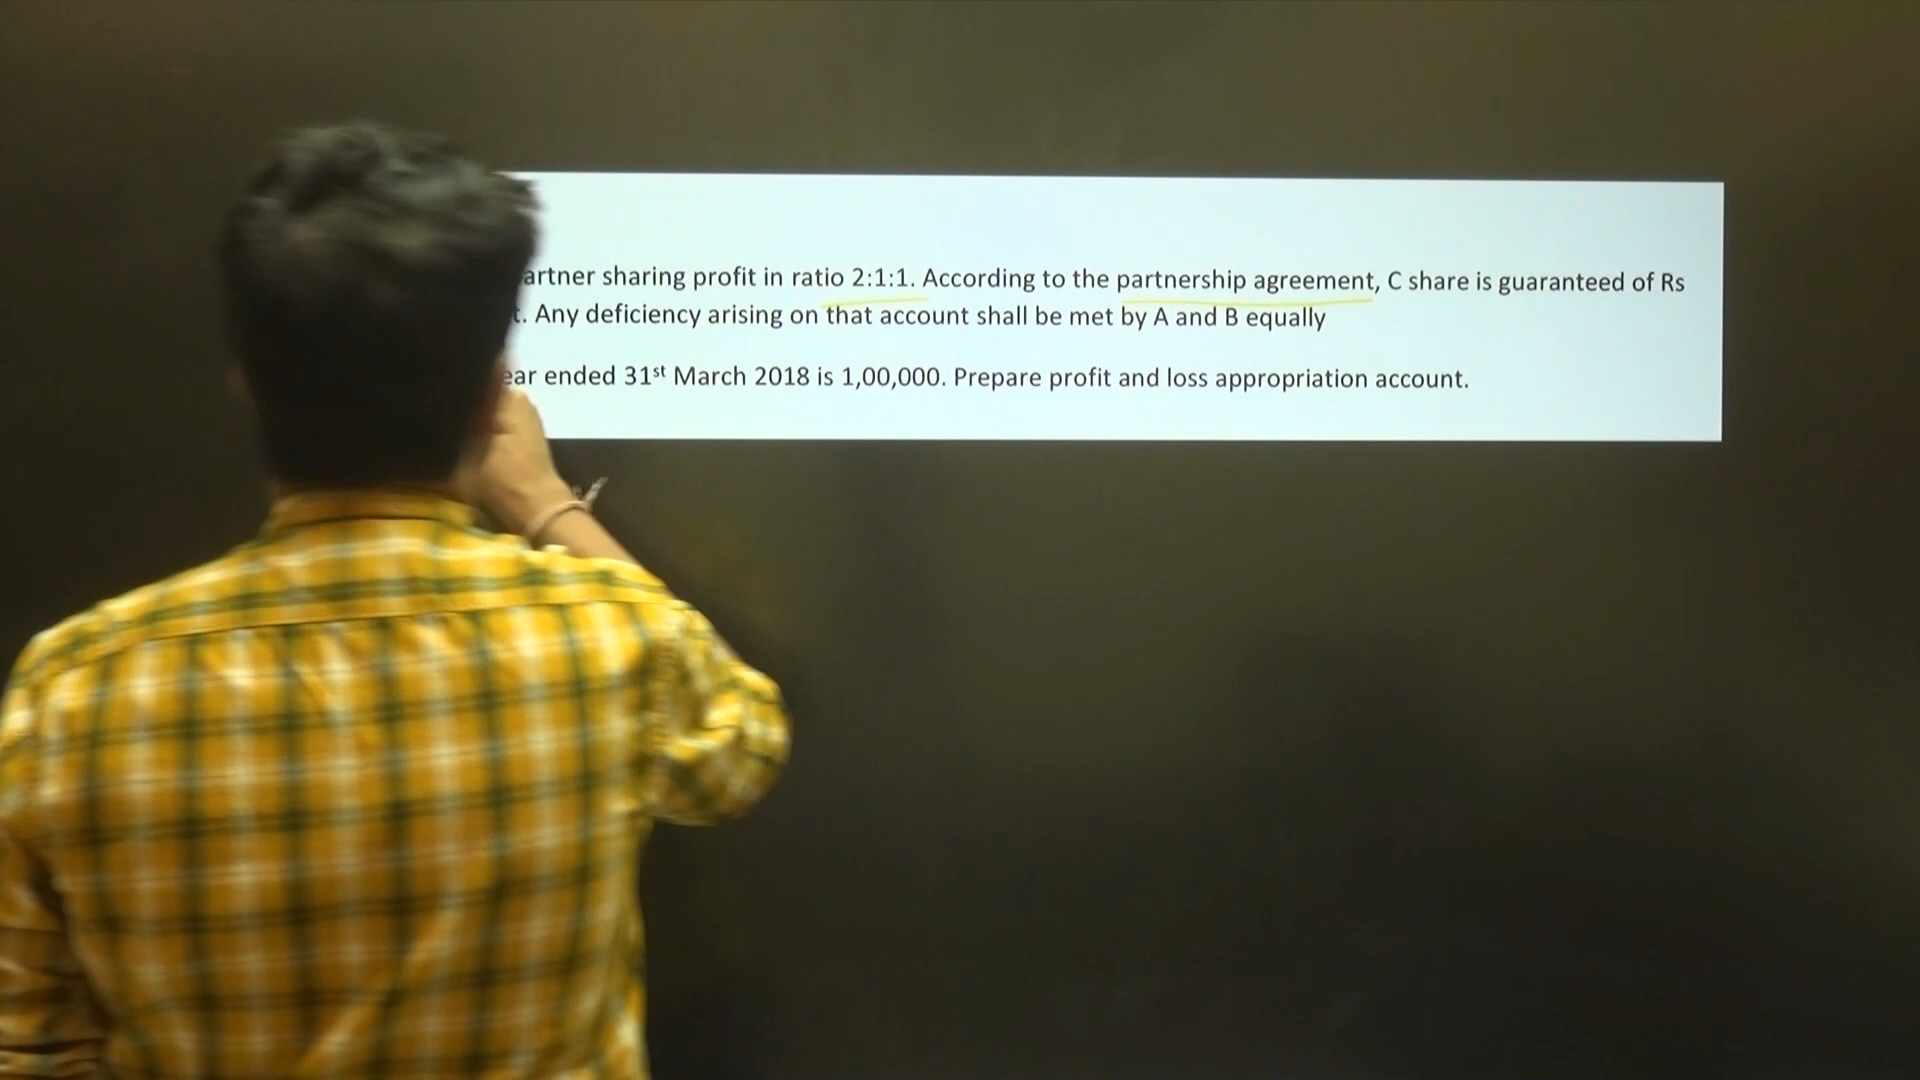 sharing profit in ratio 2:1:1. According to the partnership agreement, C share is guaranteed of Rs
Any deficiency arising on that account shall be met by A and B equally
ended 31st March 2018 is 1,00,000. Prepare profit and loss appropriation account.